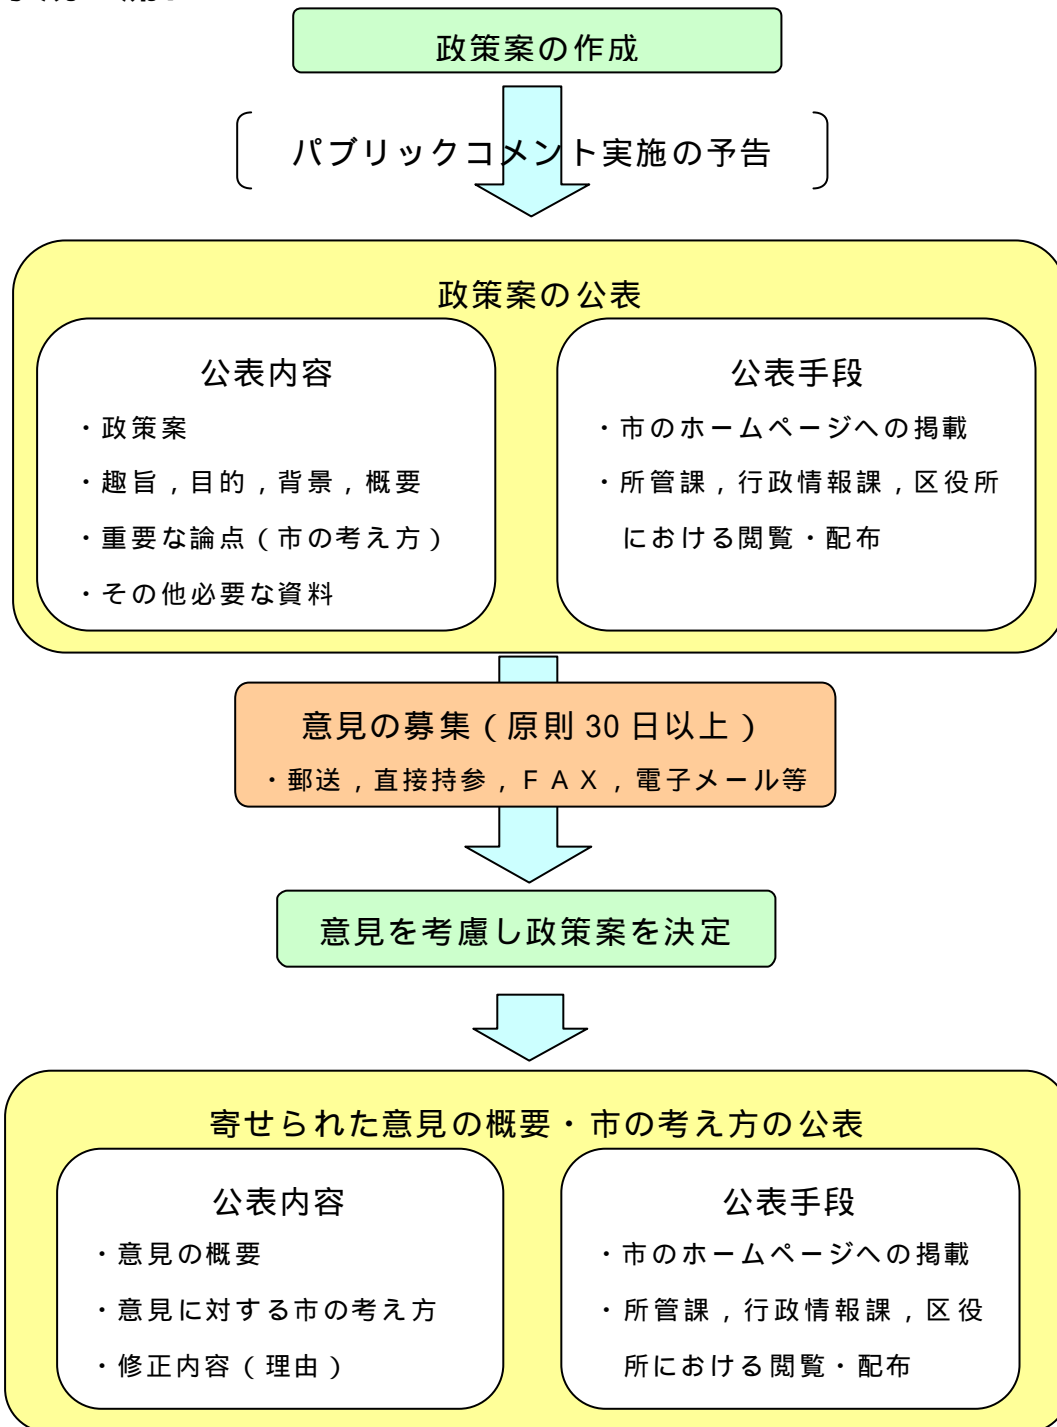 政策案の作成
パブリックコメント実施の予告
政策案の公表
公表内容
・政策案
・趣旨，目的，背景，概要
・重要な論点（市の考え方）
・その他必要な資料
公表手段
・市のホームページへの掲載
・所管課，行政情報課，区役所
における閲覧・配布
意見の募集（原則30日以上）
・郵送，直接持参，ＦＡＸ，電子メール等
意見を考慮し政策案を決定
寄せられた意見の概要・市の考え方の公表
公表内容
・意見の概要
・意見に対する市の考え方
・修正内容（理由）
公表手段
・市のホームページへの掲載
・所管課，行政情報課，区役
所における閲覧・配布